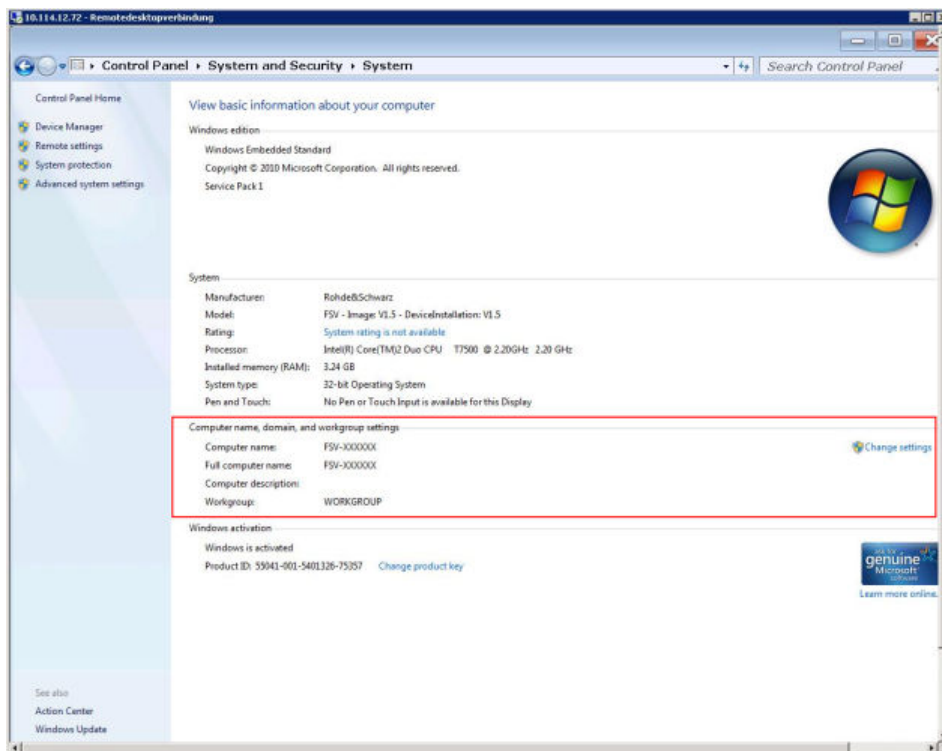 10.114.12.72 - Remotedesktopverbindung
Control Panel System and Security System
Search Control Panel
Control Panel Home
Device Manager
Remote settings
System protection
Advanced system settings
View basic information about your computer
Windows edition
Windows Embedded Standard
Copyright © 2010 Microsoft Corporation. All rights reserved.
Service Pack 1
System
Manufacturer: Rohde&Schwarz
Model: FSV - Image: V1.5 - DeviceInstallation: V1.5
Rating: System rating is not available
Processor: Intel(R) Core(TM)2 Duo CPU T7500 @ 2.20GHz 2.20 GHz
Installed memory (RAM): 3.24 GB
System type: 32-bit Operating System
Pen and Touch: No Pen or Touch Input is available for this Display
Computer name, domain, and workgroup settings
Computer name: FSV-XXXXXX
Change settings
Full computer name: FSV-XXXXXX
Computer description:
Workgroup: WORKGROUP
Windows activation
Windows is activated
Product ID: 55041-001-5401326-75357 Change product key
ask for
genuine
Microsoft
software
Learn more online.
See also
Action Center
Windows Update